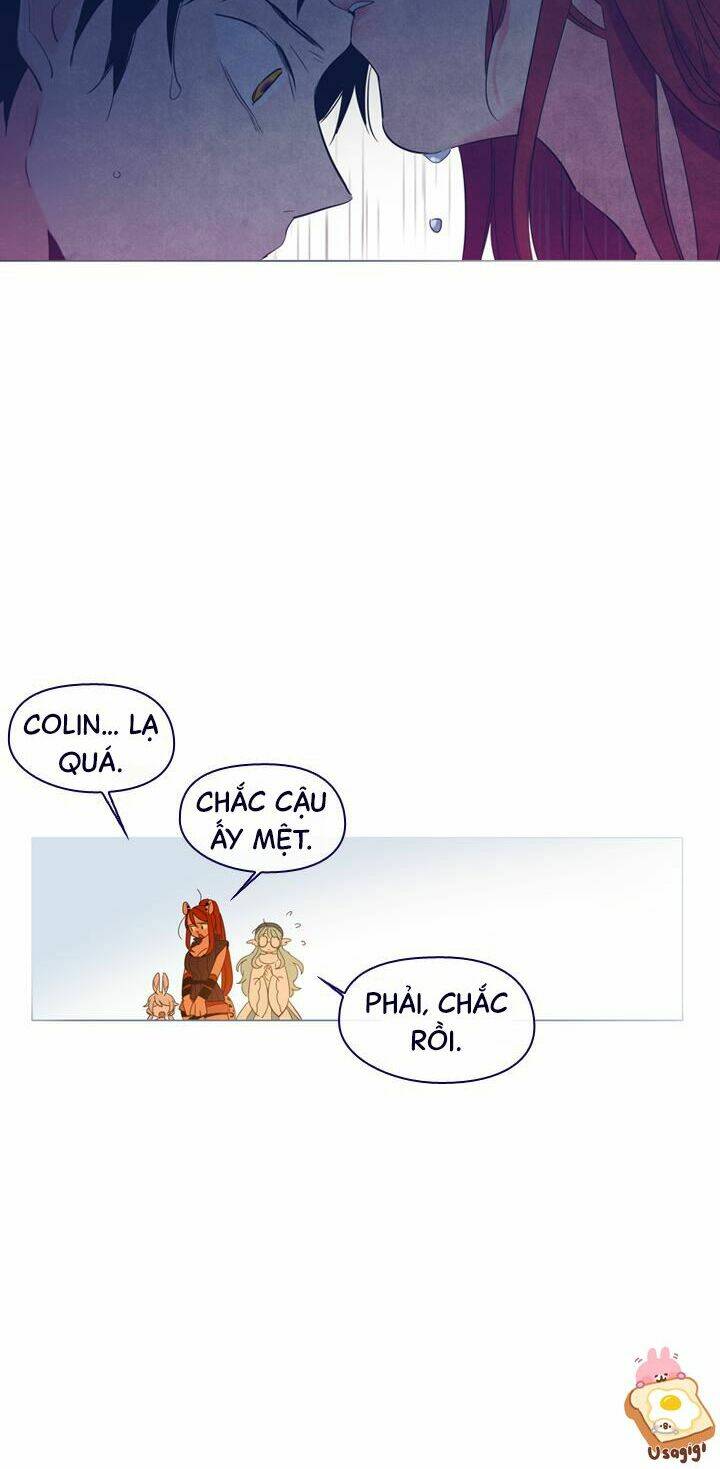 COLIN... LẠ
QUÁ.
CHẮC CẬU
ẤY MỆT.
PHẢI, CHẮC
RỒI.
Usagigi